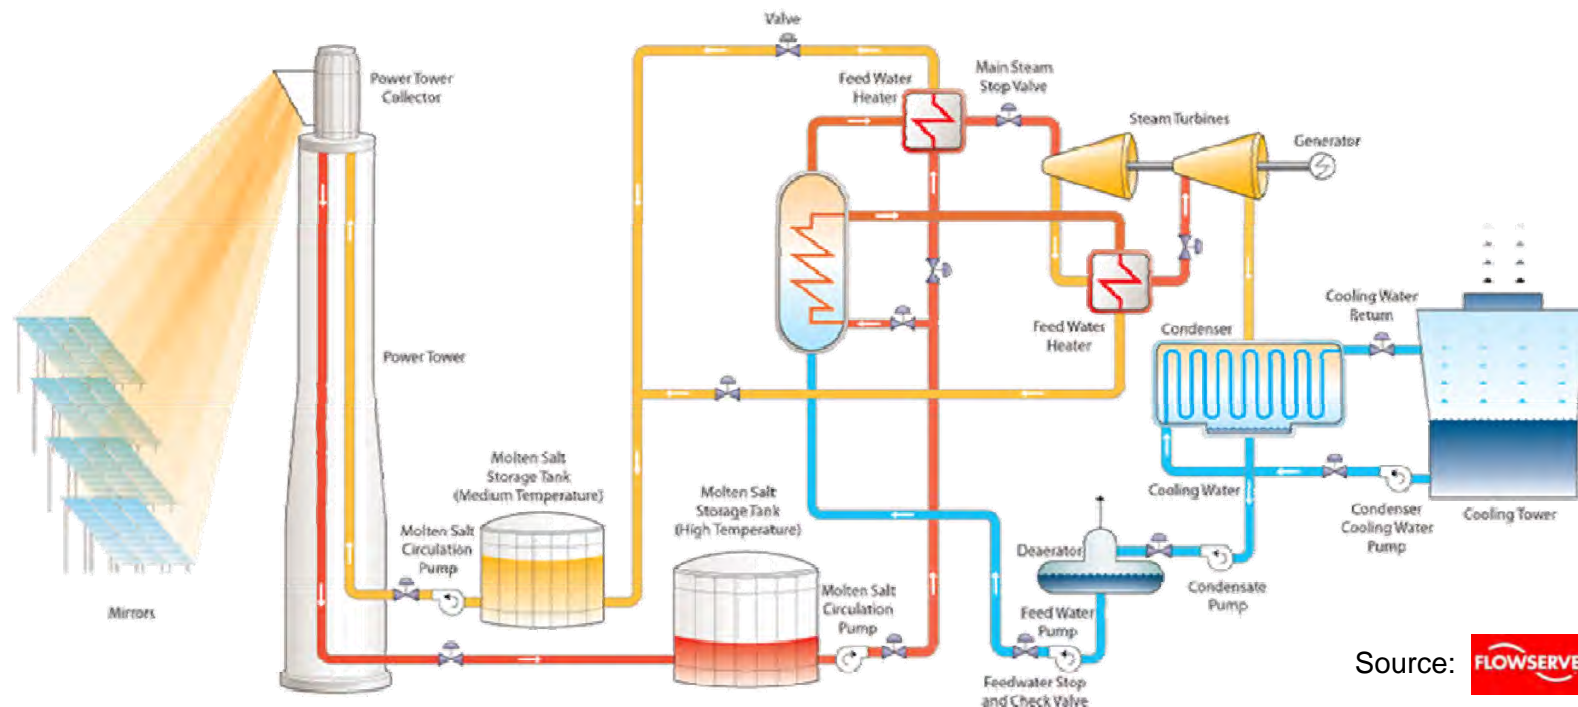 Valve
Power Tower
Collector
Feed Water
Heater
Main Steam
Stop Valve
Steam Turbines
Generator
Power Tower
Feed Water
Heater
Condenser
Cooling Water
Return
Molten Salt
Storage Tank
(Medium Temperature)
Molten Salt
Storage Tank
(High Temperature)
Molten Salt
Circulation
Pump
Cooling Water
Condenser
Cooling Water
Pump
Cooling Tower
Deaerator
Condensate
Pump
Mirrors
Molten Salt
Circulation
Pump
Feed Water
Pump
Feedwater Stop
and Check Valve
Source:
FLOWSERVE